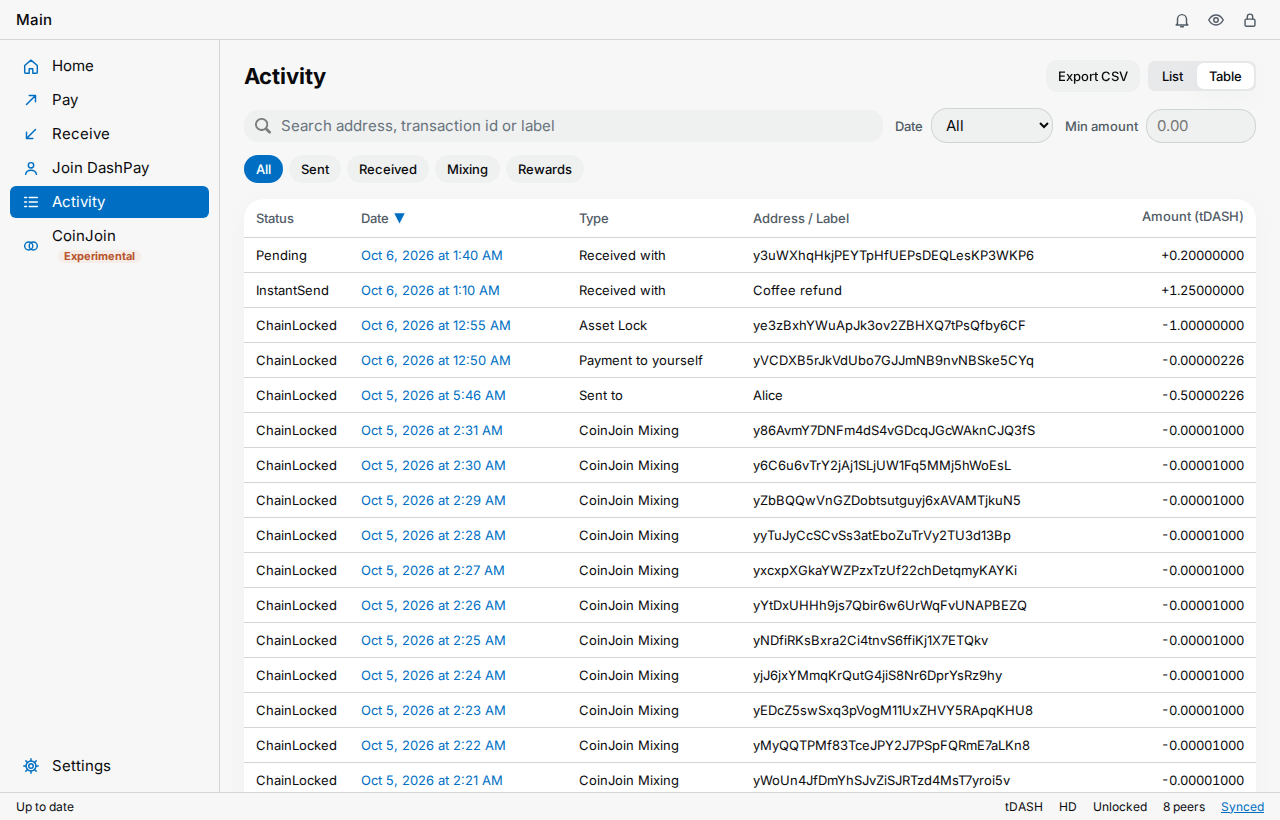 Main
Home
Pay
Receive
Join DashPay
Activity
CoinJoin
Experimental
Settings
Activity
Export CSV
List
Table
Search address, transaction id or label
Date
All
Min amount
0.00
All
Sent
Received
Mixing
Rewards
Status Date ▼ Type Address / Label Amount (tDASH)
Pending Oct 6, 2026 at 1:40 AM Received with y3uWXhqHkjPEYTpHfUEPsDEQLesKP3WKP6 +0.20000000
InstantSend Oct 6, 2026 at 1:10 AM Received with Coffee refund +1.25000000
ChainLocked Oct 6, 2026 at 12:55 AM Asset Lock ye3zBxhYWuApJk3ov2ZBHXQ7tPsQfby6CF -1.00000000
ChainLocked Oct 6, 2026 at 12:50 AM Payment to yourself yVCDXB5rJkVdUbo7GJJmNB9nvNBSke5CYq -0.00000226
ChainLocked Oct 5, 2026 at 5:46 AM Sent to Alice -0.50000226
ChainLocked Oct 5, 2026 at 2:31 AM CoinJoin Mixing y86AvmY7DNFm4dS4vGDcqJGcWAknCJQ3fS -0.00001000
ChainLocked Oct 5, 2026 at 2:30 AM CoinJoin Mixing y6C6u6vTrY2jAj1SLjUW1Fq5MMj5hWoEsL -0.00001000
ChainLocked Oct 5, 2026 at 2:29 AM CoinJoin Mixing yZbBQQwVnGZDobtsutguyj6xAVAMTjkuN5 -0.00001000
ChainLocked Oct 5, 2026 at 2:28 AM CoinJoin Mixing yyTuJyCcSCvSs3atEboZuTrVy2TU3d13Bp -0.00001000
ChainLocked Oct 5, 2026 at 2:27 AM CoinJoin Mixing yxcxpXGkaYWZPzxTzUf22chDetqmyKAYKi -0.00001000
ChainLocked Oct 5, 2026 at 2:26 AM CoinJoin Mixing yYtDxUHHh9js7Qbir6w6UrWqFvUNAPBEZQ -0.00001000
ChainLocked Oct 5, 2026 at 2:25 AM CoinJoin Mixing yNDfiRKsBxra2Ci4tnvS6ffiKj1X7ETQkv -0.00001000
ChainLocked Oct 5, 2026 at 2:24 AM CoinJoin Mixing yjJ6jxYMmqKrQutG4jiS8Nr6DprYsRz9hy -0.00001000
ChainLocked Oct 5, 2026 at 2:23 AM CoinJoin Mixing yEDcZ5swSxq3pVogM11UxZHVY5RApqKHU8 -0.00001000
ChainLocked Oct 5, 2026 at 2:22 AM CoinJoin Mixing yMyQQTPMf83TceJPY2J7PSpFQRmE7aLKn8 -0.00001000
ChainLocked Oct 5, 2026 at 2:21 AM CoinJoin Mixing yWoUn4JfDmYhSJvZiSJRTzd4MsT7yroi5v -0.00001000
Up to date
tDASH HD Unlocked 8 peers Synced